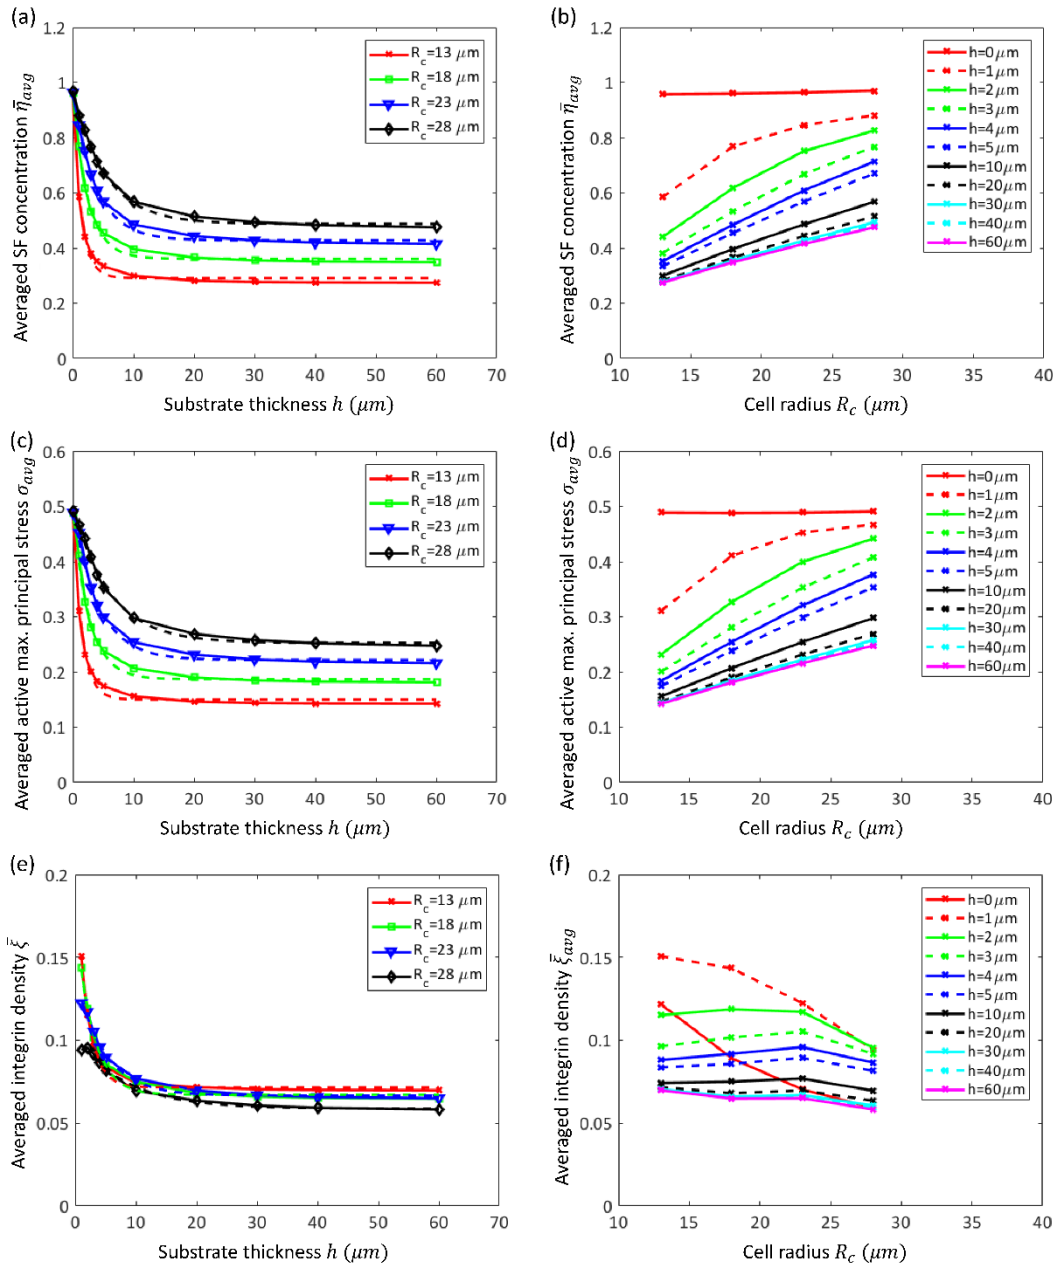 (a)
1.2
1
0.8
0.6
0.4
0.2
0
0 10 20 30 40 50 60 70
Averaged SF concentration η̄avg
Substrate thickness h (μm)
R_c=13 μm
R_c=18 μm
R_c=23 μm
R_c=28 μm
(b)
1.2
1
0.8
0.6
0.4
0.2
0
10 15 20 25 30 35 40
Averaged SF concentration η̄avg
Cell radius R_c (μm)
h=0μm
h=1μm
h=2μm
h=3μm
h=4μm
h=5μm
h=10μm
h=20μm
h=30μm
h=40μm
h=60μm
(c)
0.6
0.5
0.4
0.3
0.2
0.1
0
0 10 20 30 40 50 60 70
Averaged active max. principal stress σavg
Substrate thickness h (μm)
R_c=13 μm
R_c=18 μm
R_c=23 μm
R_c=28 μm
(d)
0.6
0.5
0.4
0.3
0.2
0.1
0
10 15 20 25 30 35 40
Averaged active max. principal stress σavg
Cell radius R_c (μm)
h=0μm
h=1μm
h=2μm
h=3μm
h=4μm
h=5μm
h=10μm
h=20μm
h=30μm
h=40μm
h=60μm
(e)
0.2
0.15
0.1
0.05
0
0 10 20 30 40 50 60 70
Averaged integrin density ξ̄
Substrate thickness h (μm)
R_c=13 μm
R_c=18 μm
R_c=23 μm
R_c=28 μm
(f)
0.2
0.15
0.1
0.05
0
10 15 20 25 30 35 40
Averaged integrin density ξ̄avg
Cell radius R_c (μm)
h=0μm
h=1μm
h=2μm
h=3μm
h=4μm
h=5μm
h=10μm
h=20μm
h=30μm
h=40μm
h=60μm